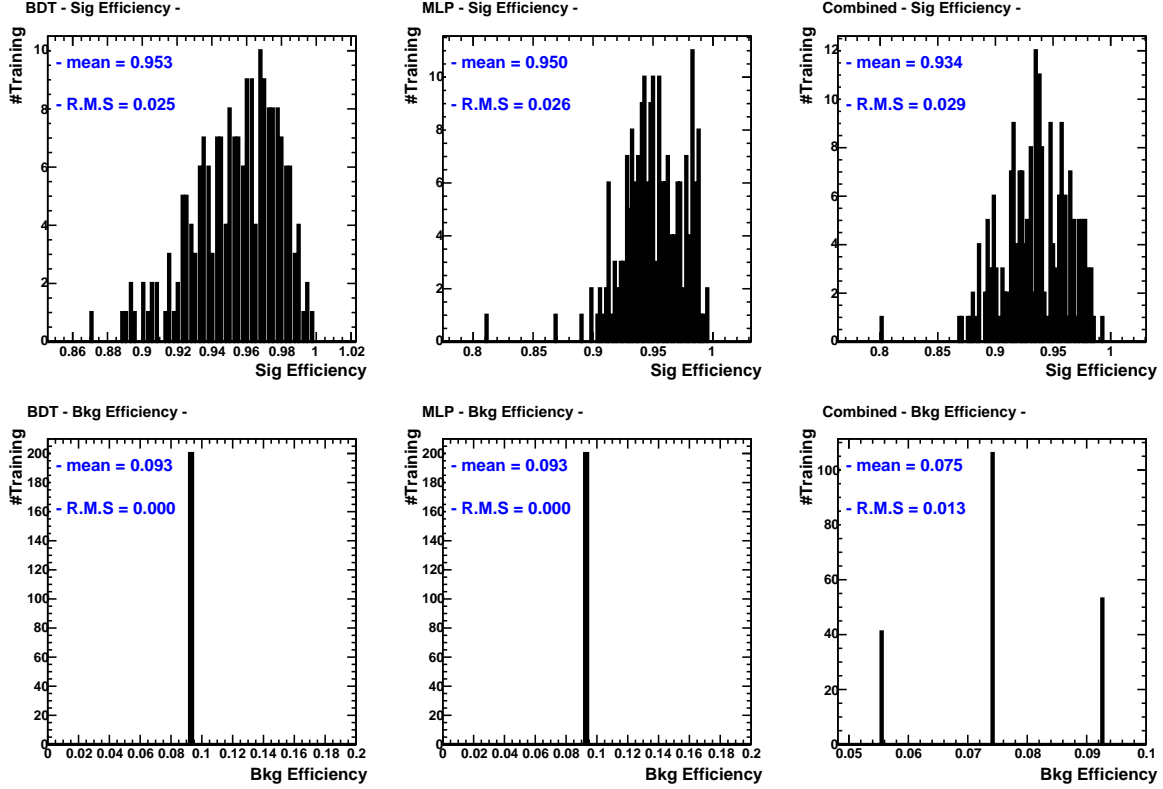 BDT - Sig Efficiency -
#Training
- mean = 0.953
- R.M.S = 0.025
10
8
6
4
2
0
0.86 0.88 0.9 0.92 0.94 0.96 0.98 1 1.02
Sig Efficiency
MLP - Sig Efficiency -
#Training
- mean = 0.950
- R.M.S = 0.026
10
8
6
4
2
0
0.8 0.85 0.9 0.95 1
Sig Efficiency
Combined - Sig Efficiency -
#Training
- mean = 0.934
- R.M.S = 0.029
12
10
8
6
4
2
0
0.8 0.85 0.9 0.95 1
Sig Efficiency
BDT - Bkg Efficiency -
#Training
- mean = 0.093
- R.M.S = 0.000
200
180
160
140
120
100
80
60
40
20
0
0 0.02 0.04 0.06 0.08 0.1 0.12 0.14 0.16 0.18 0.2
Bkg Efficiency
MLP - Bkg Efficiency -
#Training
- mean = 0.093
- R.M.S = 0.000
200
180
160
140
120
100
80
60
40
20
0
0 0.02 0.04 0.06 0.08 0.1 0.12 0.14 0.16 0.18 0.2
Bkg Efficiency
Combined - Bkg Efficiency -
#Training
- mean = 0.075
- R.M.S = 0.013
100
80
60
40
20
0
0.05 0.06 0.07 0.08 0.09 0.1
Bkg Efficiency